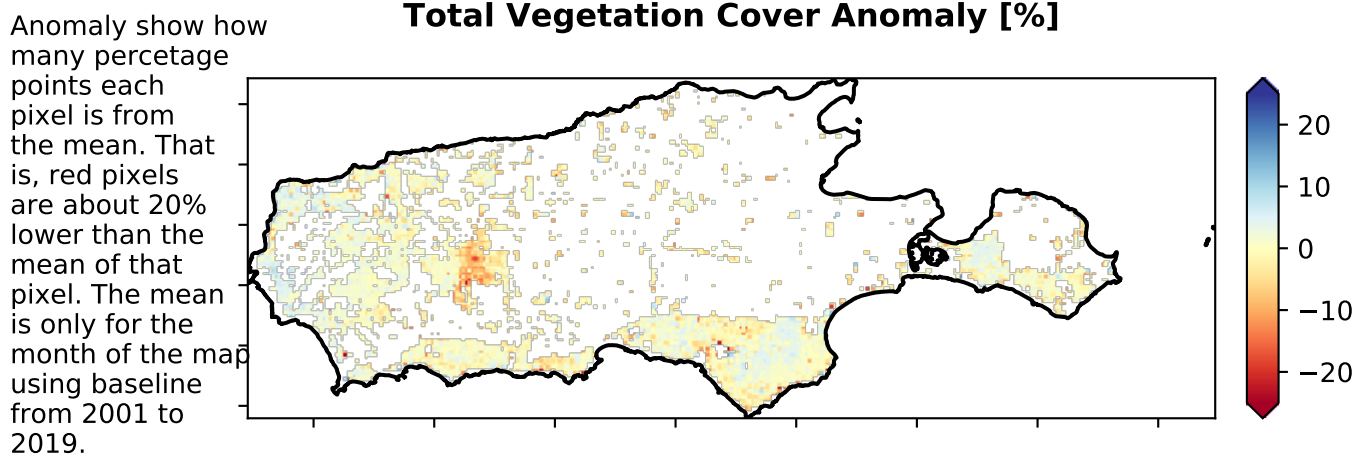 Total Vegetation Cover Anomaly [%]
Anomaly show how
many percetage
points each
pixel is from
the mean. That
is, red pixels
are about 20%
lower than the
mean of that
pixel. The mean
is only for the
month of the map
using baseline
from 2001 to
2019.
20
10
0
−10
−20